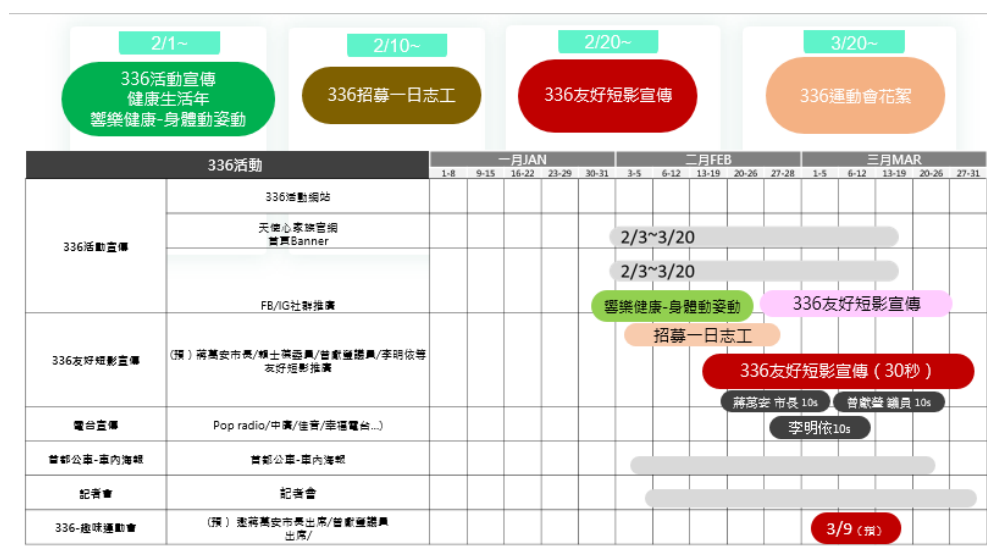 2/1~
2/10~
2/20~
3/20~
336活動宣傳
健康生活年
響樂健康-身體動姿動
336招募一日志工
336友好短影宣傳
336運動會花絮
336活動
一月JAN
二月FEB
三月MAR
1-8 9-15 16-22 23-29 30-31 3-5 6-12 13-19 20-26 27-28 1-5 6-12 13-19 20-26 27-31
336活動宣傳
336活動網站
天使心家族官網
首頁Banner
2/3~3/20
2/3~3/20
FB/IG社群推廣
響樂健康-身體動姿動
336友好短影宣傳
招募一日志工
336友好短影宣傳
(預)蔣萬安市長/賴士葆委員/曾獻瑩議員/李明依等
友好短影推廣
336友好短影宣傳(30秒)
蔣萬安 市長 10s
曾獻瑩 議員 10s
電台宣傳
Pop radio/中廣/佳音/幸福電台...)
李明依10s
首都公車-車內海報
首都公車-車內海報
記者會
記者會
336-趣味運動會
(預) 邀蔣萬安市長出席/曾獻瑩議員
出席/
3/9 (預)